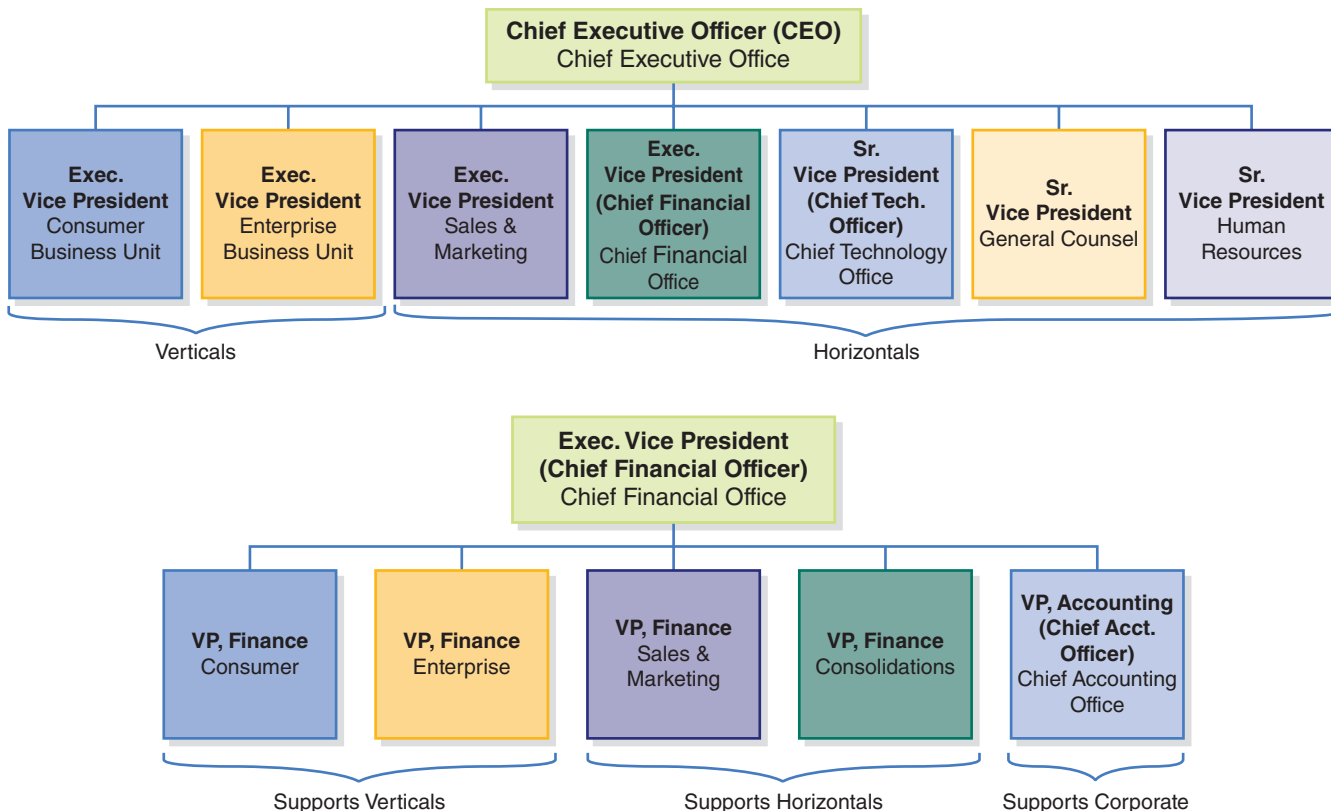 Chief Executive Officer (CEO)
Chief Executive Office
Exec.
Vice President
Consumer
Business Unit
Exec.
Vice President
Enterprise
Business Unit
Exec.
Vice President
Sales &
Marketing
Exec.
Vice President
(Chief Financial
Officer)
Chief Financial
Office
Sr.
Vice President
(Chief Tech.
Officer)
Chief Technology
Office
Sr.
Vice President
General Counsel
Sr.
Vice President
Human
Resources
Verticals
Horizontals
Exec. Vice President
(Chief Financial Officer)
Chief Financial Office
VP, Finance
Consumer
VP, Finance
Enterprise
VP, Finance
Sales &
Marketing
VP, Finance
Consolidations
VP, Accounting
(Chief Acct.
Officer)
Chief Accounting
Office
Supports Verticals
Supports Horizontals
Supports Corporate